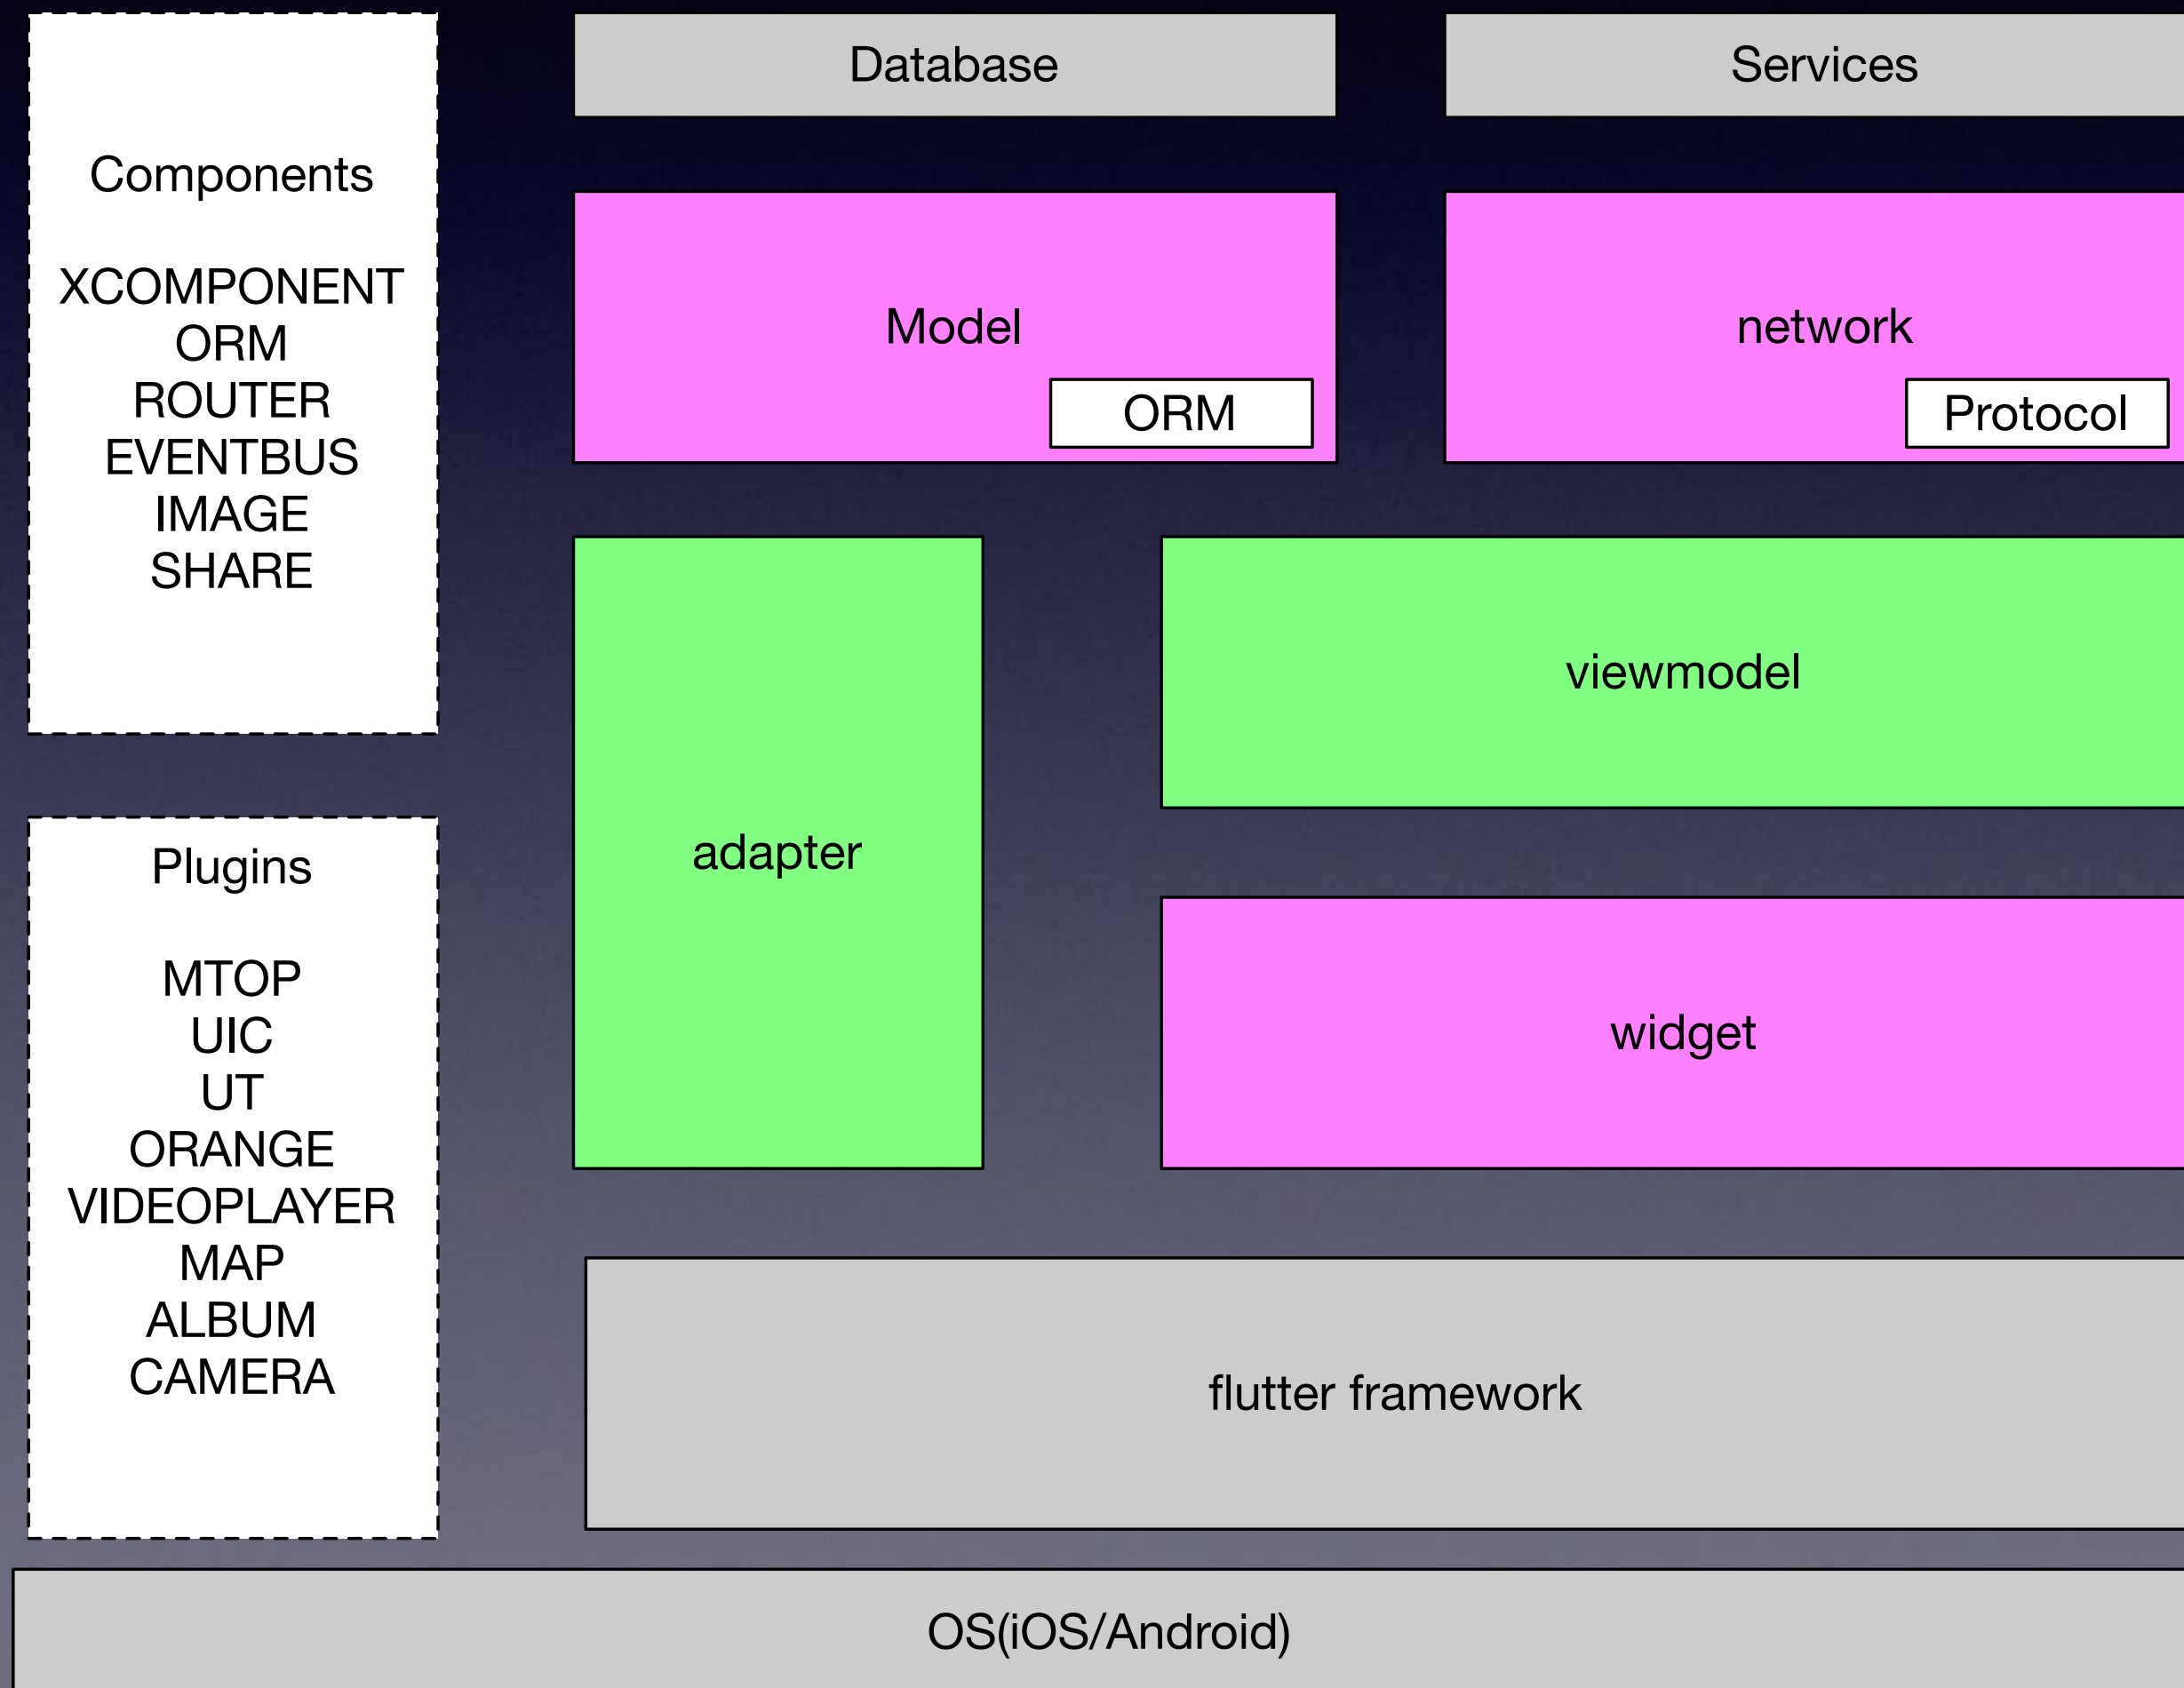 Components
XCOMPONENT
ORM
ROUTER
EVENTBUS
IMAGE
SHARE
Plugins
MTOP
UIC
UT
ORANGE
VIDEOPLAYER
MAP
ALBUM
CAMERA
Database
Services
Model
ORM
network
Protocol
adapter
viewmodel
widget
flutter framework
OS(iOS/Android)